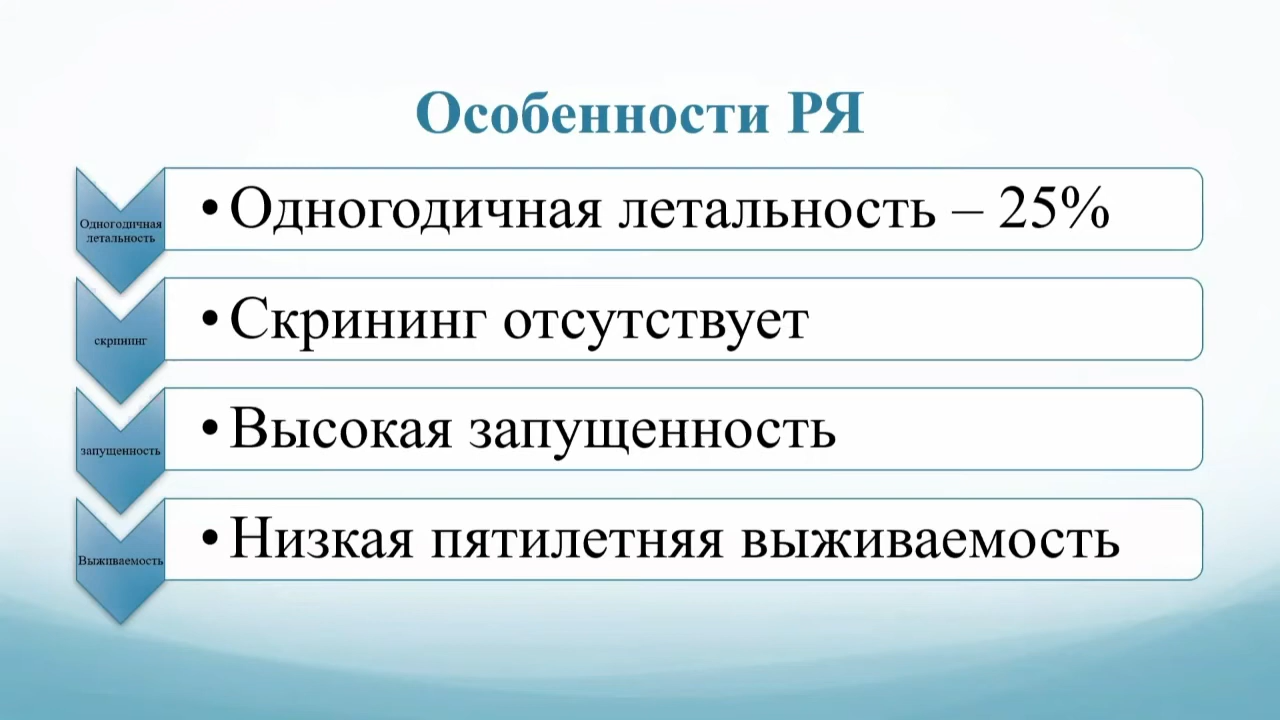 Особенности РЯ
Одногодичная
летальность
• Одногодичная летальность – 25%
скрининг
• Скрининг отсутствует
запущенность
• Высокая запущенность
Выживаемость
• Низкая пятилетняя выживаемость